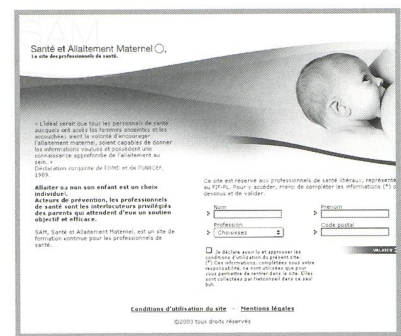 SAM
Santé et Allaitement Maternel
Le site des professionnels de santé.
« L'idéal serait que tous les personnels de santé
auxquels ont accès les femmes enceintes et les
accouchées aient la volonté d'encourager
l'allaitement maternel, soient capables de donner
les informations voulues et possèdent une
connaissance approfondie de l'allaitement au
sein. »
Déclaration conjointe de l'OMS et de l'UNICEF,
1989.
Allaiter ou non son enfant est un choix
individuel.
Acteurs de prévention, les professionnels
de santé vont les interlocuteurs privilégiés
des parents qui attendent d'eux un soutien
objectif et efficace.
SAM, Santé et Allaitement Maternel, est un site de
formation continue pour les professionnels de
santé.
Ce site est réservé aux professionnels de santé libéraux, représente
au FIF-PL. Pour y accéder, merci de compléter les informations (*) c
dessous et de valider.
Nom
Prénom
Profession
Choisissez
Code postal
Je déclare avoir lu et approuver les
conditions d'utilisation du présent site.
(*) Ces informations, complétées sous votre
responsabilité, ne sont utilisées que pour
vous permettre de rentrer dans le site. Elles
sont collectées par l'etconseil dans ce seul
but.
VALIDER
Conditions d'utilisation du site - Mentions légales
©2003 tous droits réservés